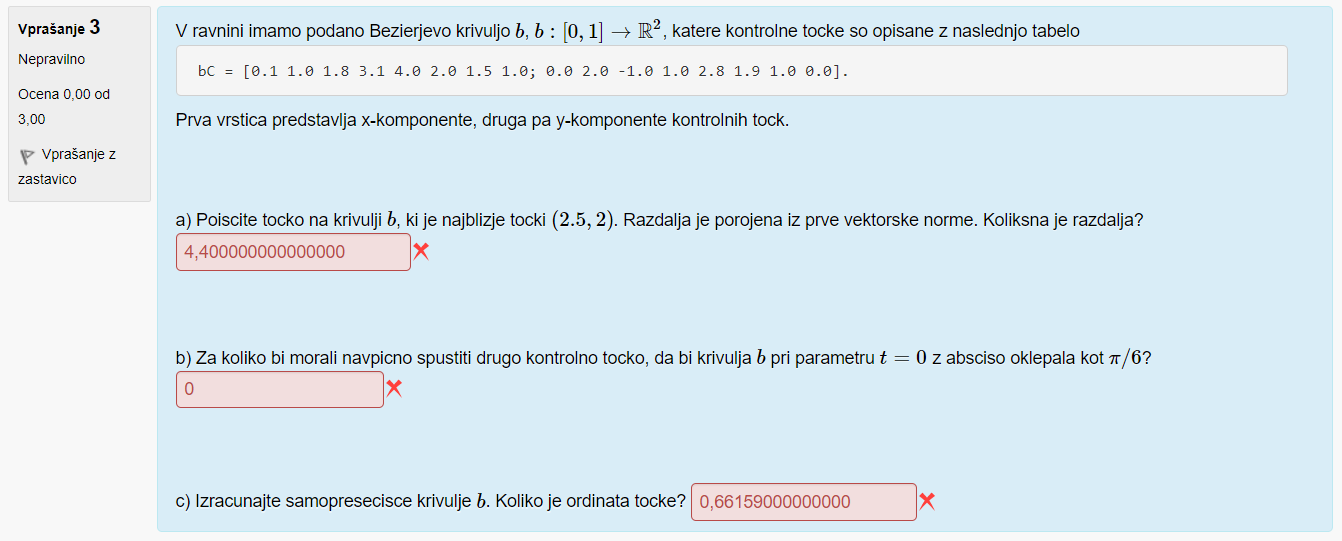 Vprašanje 3
Nepravilno
Ocena 0,00 od
3,00
Vprašanje z
zastavico
V ravnini imamo podano Bezierjevo krivuljo b, b : [0, 1] → ℝ², katere kontrolne tocke so opisane z naslednjo tabelo
bC = [0.1 1.0 1.8 3.1 4.0 2.0 1.5 1.0; 0.0 2.0 -1.0 1.0 2.8 1.9 1.0 0.0].
Prva vrstica predstavlja x-komponente, druga pa y-komponente kontrolnih tock.
a) Poiscite tocko na krivulji b, ki je najblizje tocki (2.5, 2). Razdalja je porojena iz prve vektorske norme. Koliksna je razdalja?
4,400000000000000
b) Za koliko bi morali navpicno spustiti drugo kontrolno tocko, da bi krivulja b pri parametru t = 0 z absciso oklepala kot π/6?
0
c) Izracunajte samopresecisce krivulje b. Koliko je ordinata tocke? 0,66159000000000